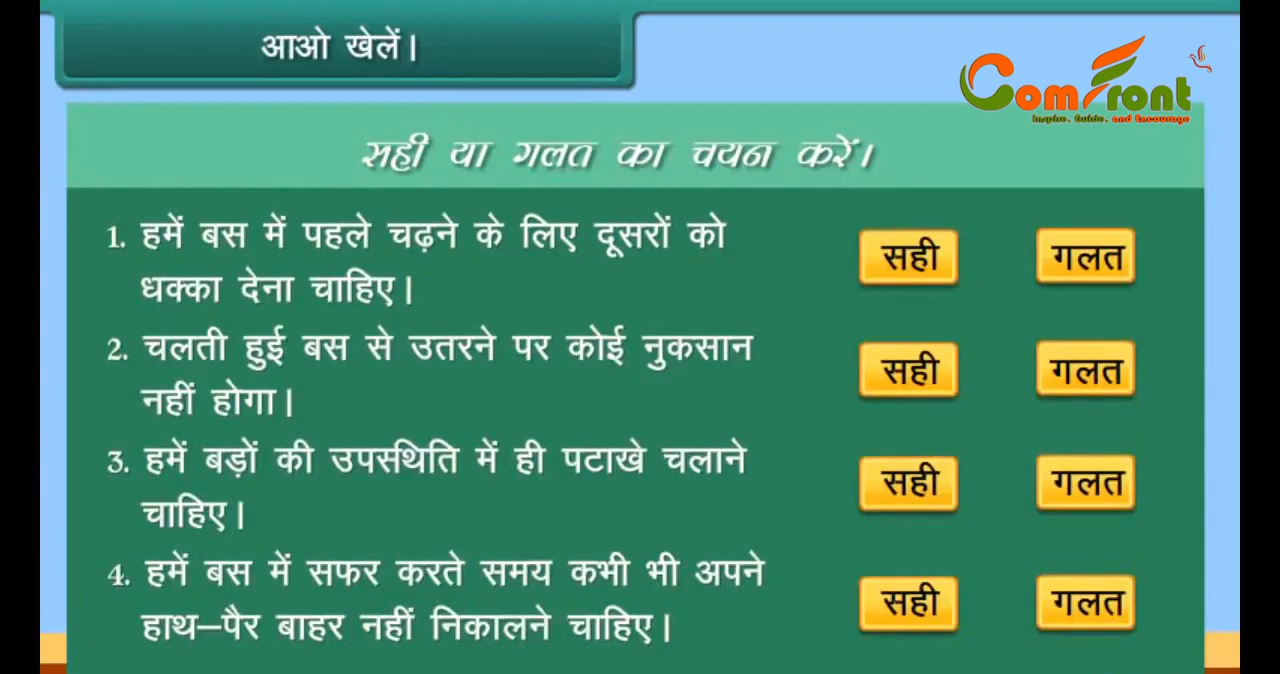 आओ खेलें।
ComFront
Inspire, Guide, and Encourage
सही या गलत का चयन करें।
1. हमें बस में पहले चढ़ने के लिए दूसरों को
धक्का देना चाहिए।
सही गलत
2. चलती हुई बस से उतरने पर कोई नुकसान
नहीं होगा।
सही गलत
3. हमें बड़ों की उपस्थिति में ही पटाखे चलाने
चाहिए।
सही गलत
4. हमें बस में सफर करते समय कभी भी अपने
हाथ–पैर बाहर नहीं निकालने चाहिए।
सही गलत